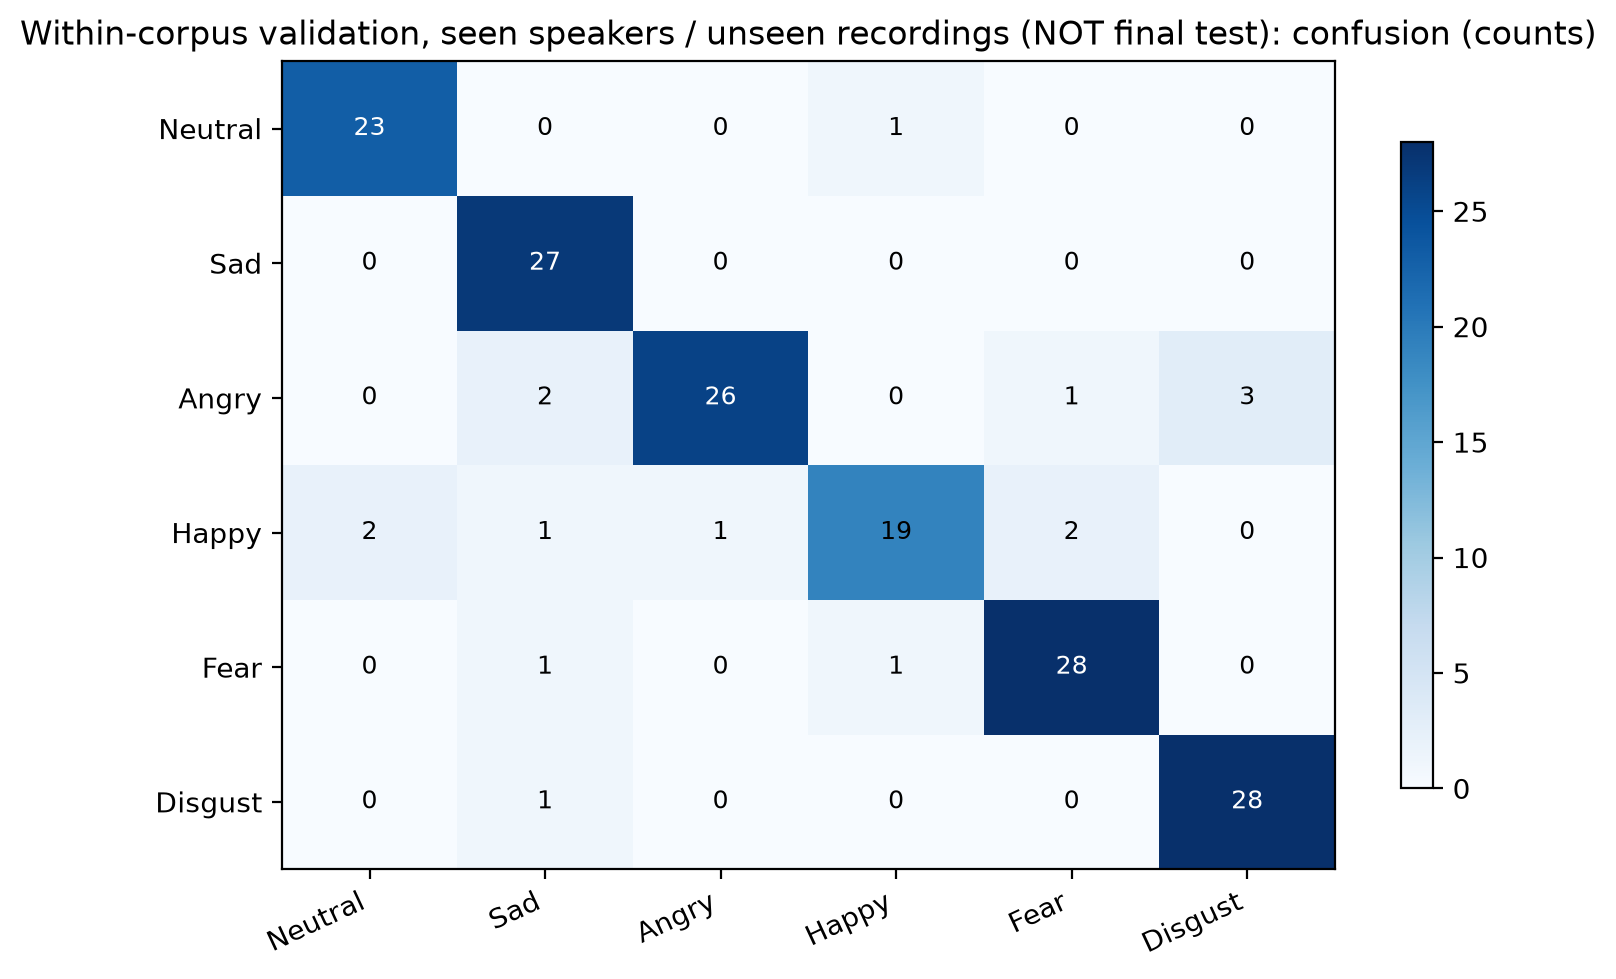 Within-corpus validation, seen speakers / unseen recordings (NOT final test): confusion (counts)
Neutral 23 0 0 1 0 0
Sad 0 27 0 0 0 0
Angry 0 2 26 0 1 3
Happy 2 1 1 19 2 0
Fear 0 1 0 1 28 0
Disgust 0 1 0 0 0 28
Neutral Sad Angry Happy Fear Disgust
25
20
15
10
5
0